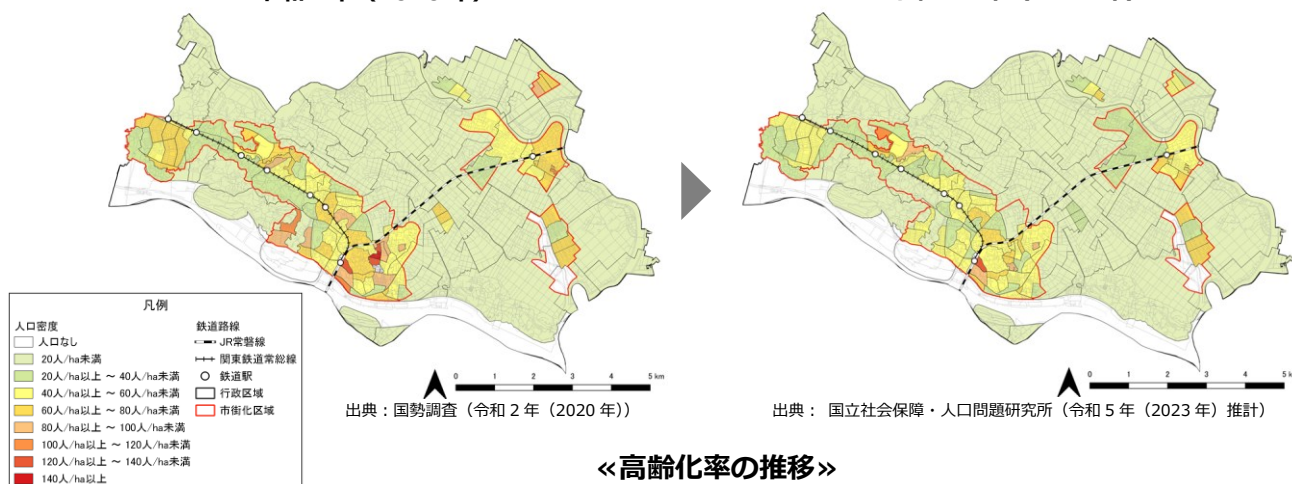 凡例
人口密度
人口なし
20人/ha未満
20人/ha以上 ～ 40人/ha未満
40人/ha以上 ～ 60人/ha未満
60人/ha以上 ～ 80人/ha未満
80人/ha以上 ～ 100人/ha未満
100人/ha以上 ～ 120人/ha未満
120人/ha以上 ～ 140人/ha未満
140人/ha以上
鉄道路線
JR常磐線
関東鉄道常総線
鉄道駅
行政区域
市街化区域
0 1 2 3 4 5 km
出典：国勢調査（令和2年（2020年））
0 1 2 3 4 5 k
出典： 国立社会保障・人口問題研究所（令和5年（2023年）推計）
≪高齢化率の推移≫